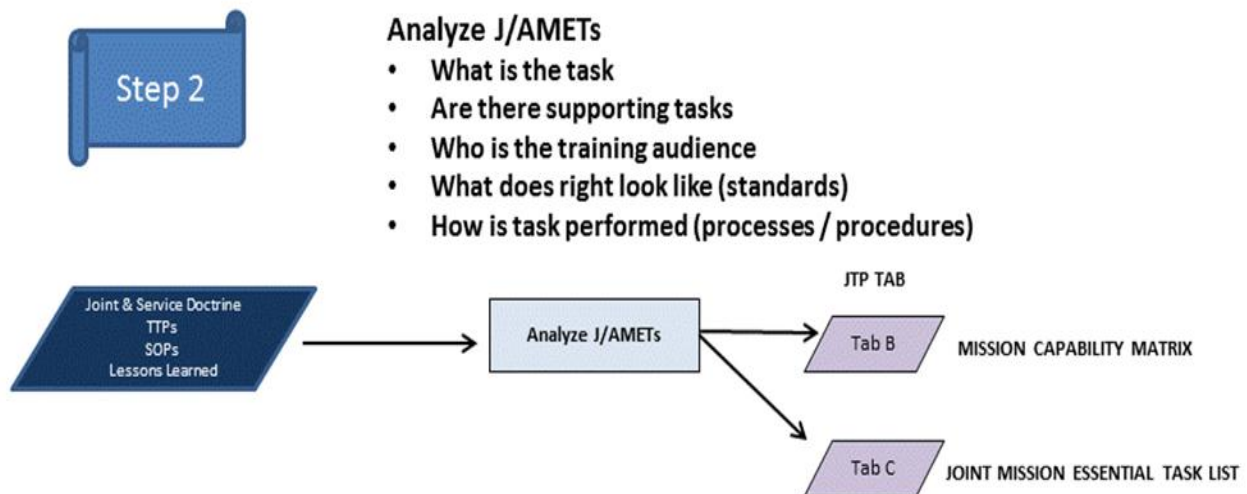 Step 2
Analyze J/AMETs
• What is the task
• Are there supporting tasks
• Who is the training audience
• What does right look like (standards)
• How is task performed (processes / procedures)
Joint & Service Doctrine
TTPs
SOPs
Lessons Learned
Analyze J/AMETs
JTP TAB
Tab B
MISSION CAPABILITY MATRIX
Tab C
JOINT MISSION ESSENTIAL TASK LIST